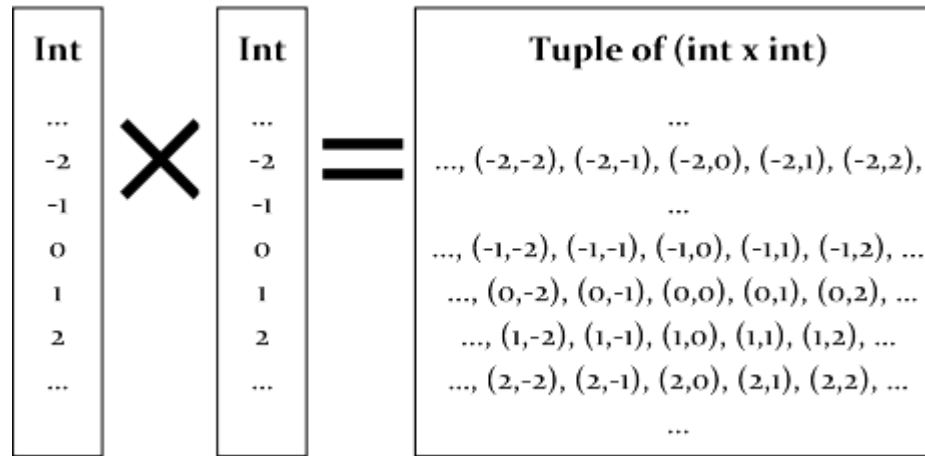 Int
...
-2
-1
0
1
2
...
×
Int
...
-2
-1
0
1
2
...
=
Tuple of (int x int)
...
..., (-2,-2), (-2,-1), (-2,0), (-2,1), (-2,2),
...
..., (-1,-2), (-1,-1), (-1,0), (-1,1), (-1,2), ...
..., (0,-2), (0,-1), (0,0), (0,1), (0,2), ...
..., (1,-2), (1,-1), (1,0), (1,1), (1,2), ...
..., (2,-2), (2,-1), (2,0), (2,1), (2,2), ...
...